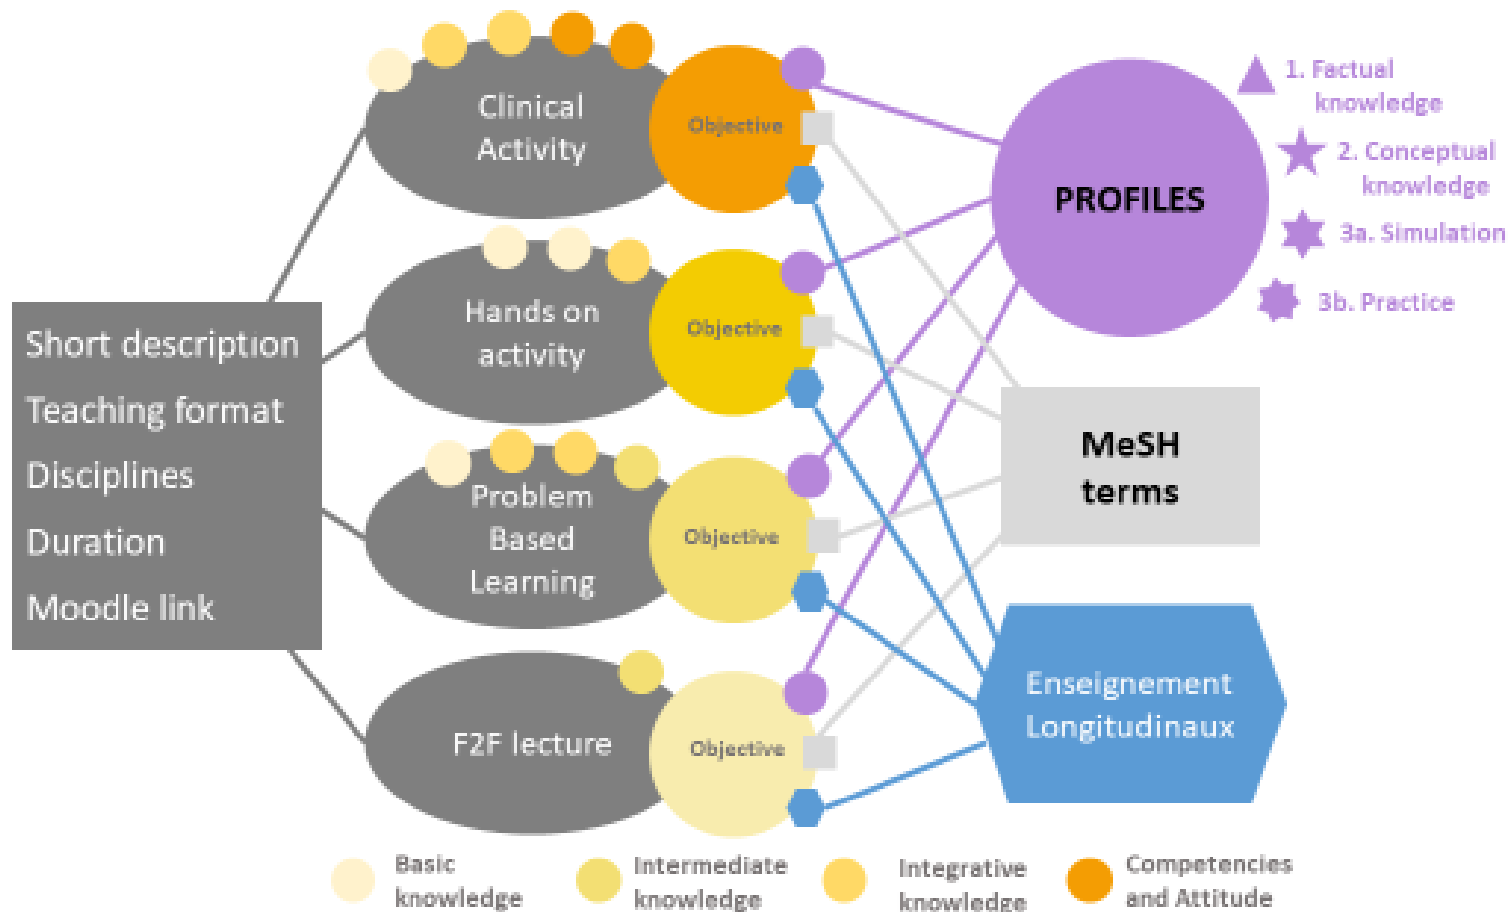 Clinical
Activity
Objective
Hands on
activity
Objective
Problem
Based
Learning
Objective
F2F lecture
Objective
Short description
Teaching format
Disciplines
Duration
Moodle link
PROFILES
1. Factual
knowledge
2. Conceptual
knowledge
3a. Simulation
3b. Practice
MeSH
terms
Enseignement
Longitudinaux
Basic
knowledge
Intermediate
knowledge
Integrative
knowledge
Competencies
and Attitude